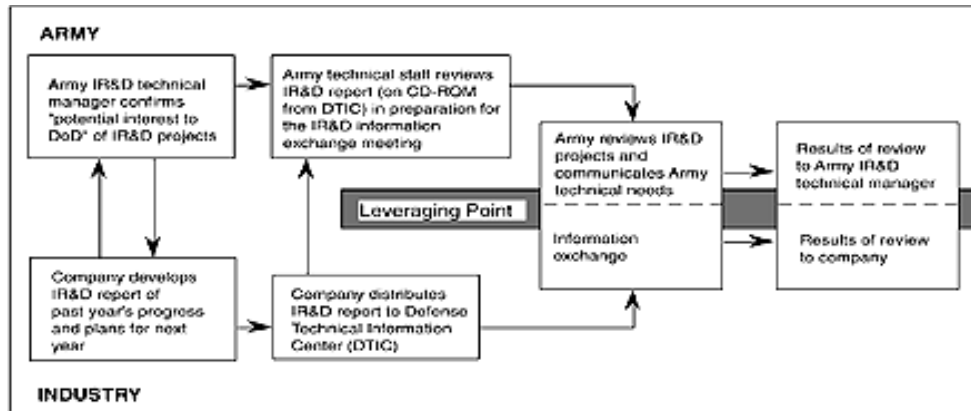 ARMY
Army IR&D technical
manager confirms
"potential interest to
DoD" of IR&D projects
Army technical staff reviews
IR&D report (on CD-ROM
from DTIC) in preparation for
the IR&D information
exchange meeting
Army reviews IR&D
projects and
communicates Army
technical needs
Results of review
to Army IR&D
technical manager
Leveraging Point
Information
exchange
Results of review
to company
Company develops
IR&D report of
past year's progress
and plans for next
year
Company distributes
IR&D report to Defense
Technical Information
Center (DTIC)
INDUSTRY